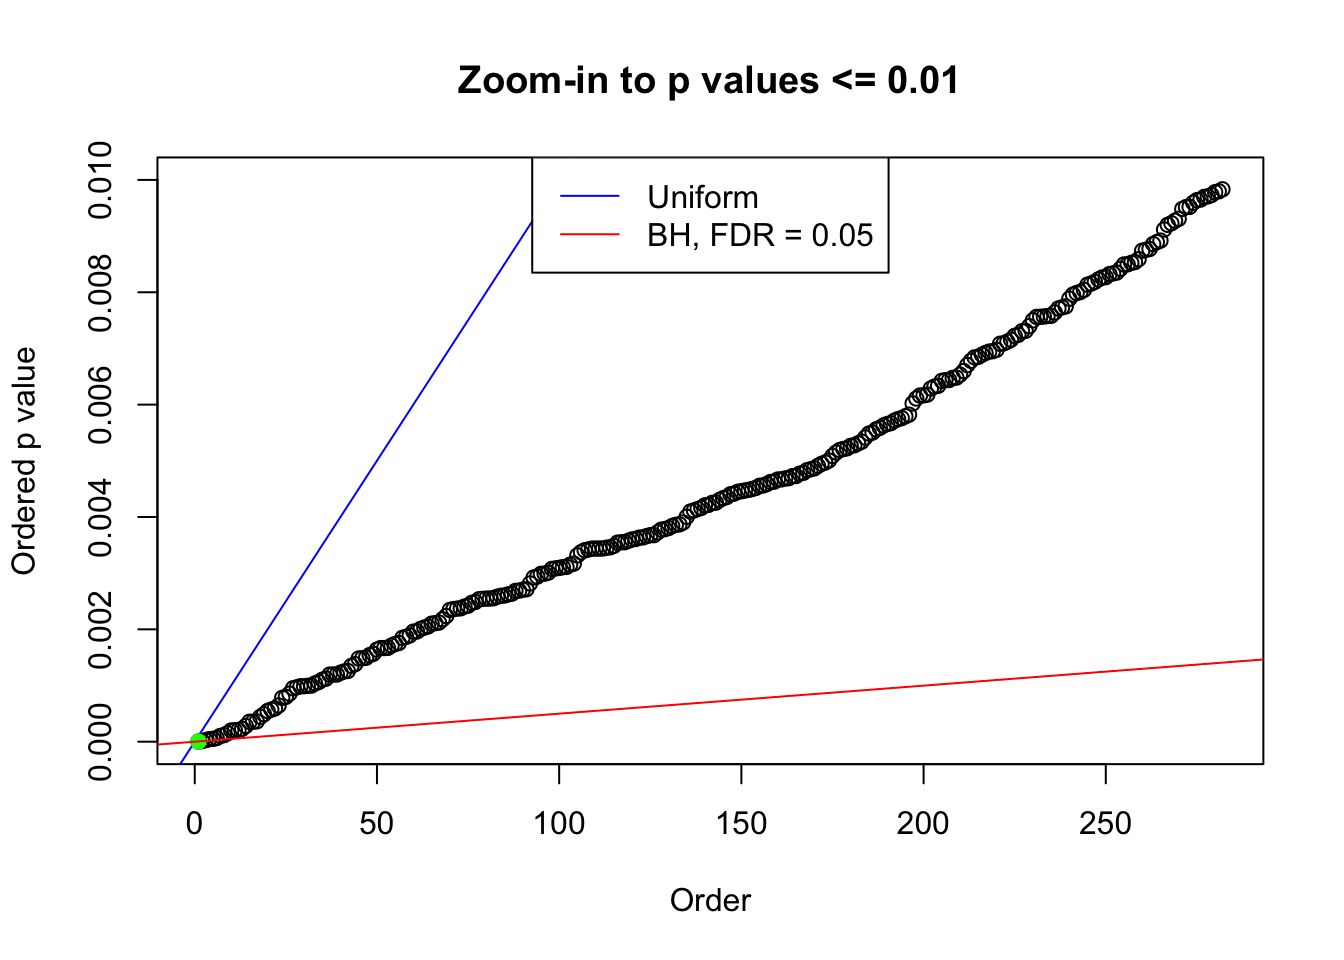 Zoom-in to p values <= 0.01
Uniform
BH, FDR = 0.05
Ordered p value
0.010
0.008
0.006
0.004
0.002
0.000
0 50 100 150 200 250
Order